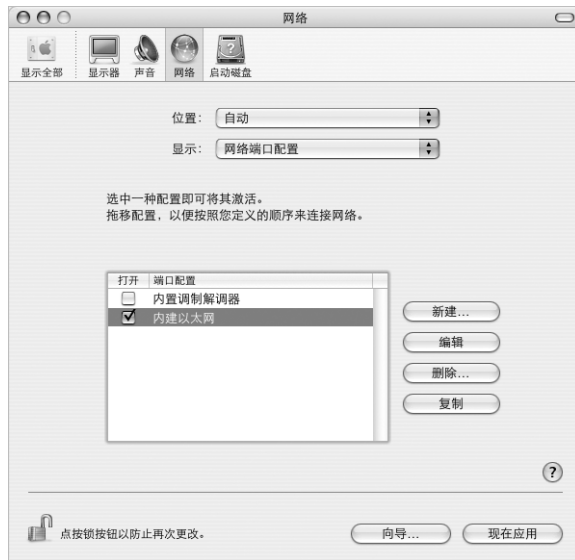 网络
显示全部
显示器
声音
网络
启动磁盘
位置: 自动
显示: 网络端口配置
选中一种配置即可将其激活。
拖移配置，以便按照您定义的顺序来连接网络。
打开 端口配置
内置调制解调器
内建以太网
新建...
编辑
删除...
复制
?
点按锁按钮以防止再次更改。
向导...
现在应用